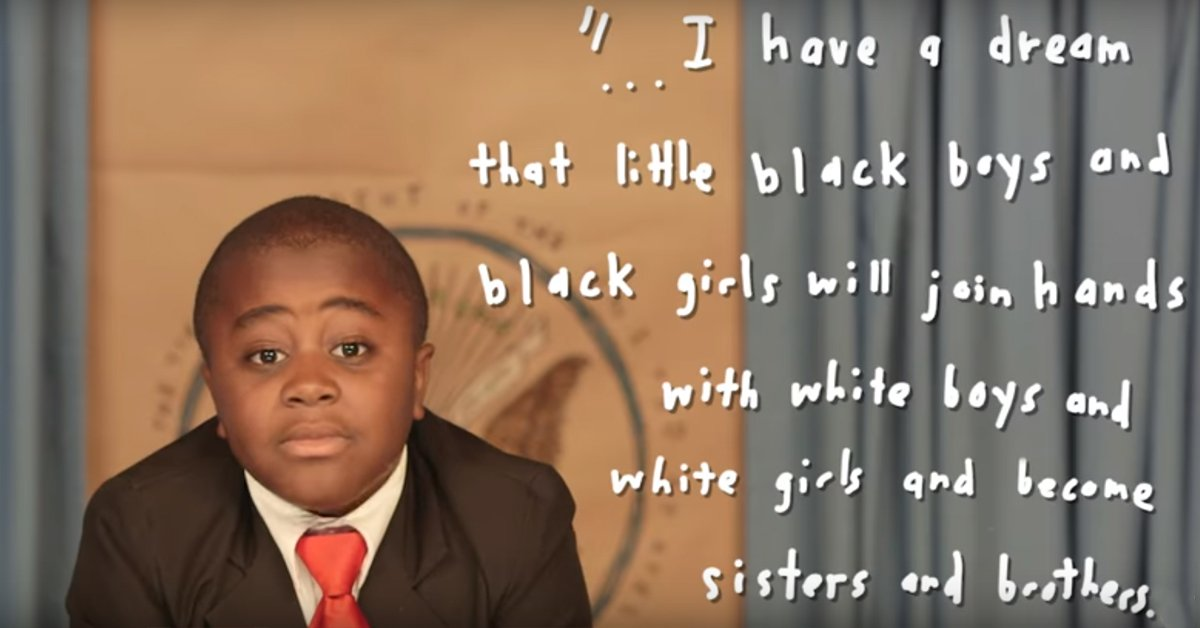 "... I have a dream
that little black boys and
black girls will join hands
with white boys and
white girls and become
sisters and brothers.